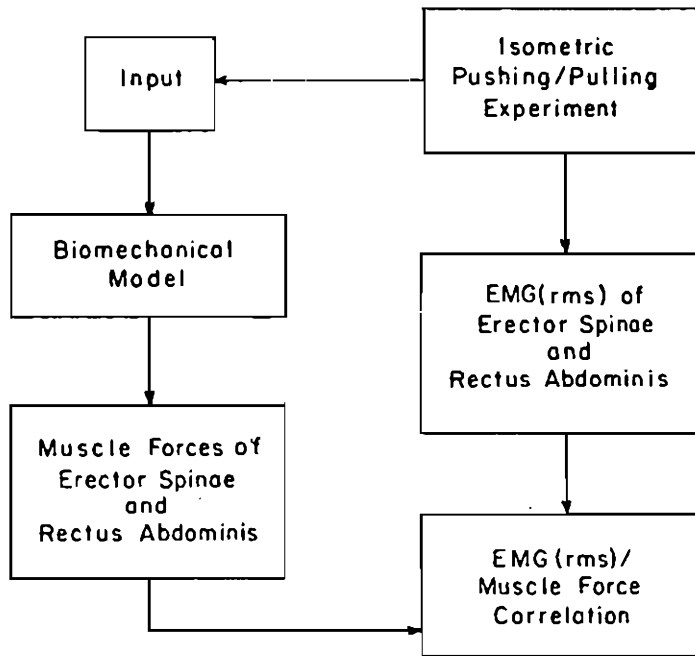 Input
Isometric
Pushing/Pulling
Experiment
Biomechanical
Model
EMG(rms) of
Erector Spinae
and
Rectus Abdominis
Muscle Forces of
Erector Spinae
and
Rectus Abdominis
EMG(rms)/
Muscle Force
Correlation